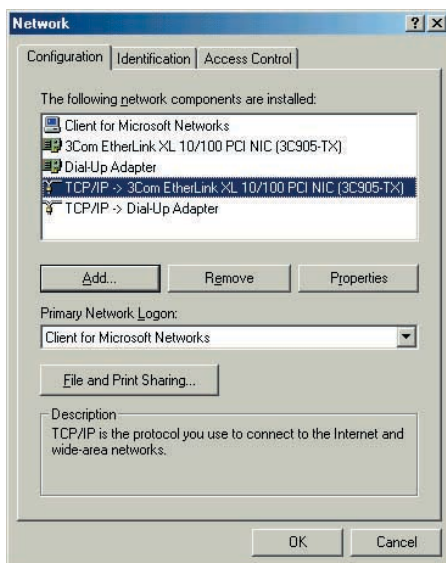 Network
Configuration Identification Access Control
The following network components are installed:
Client for Microsoft Networks
3Com EtherLink XL 10/100 PCI NIC (3C905-TX)
Dial-Up Adapter
TCP/IP -> 3Com EtherLink XL 10/100 PCI NIC (3C905-TX)
TCP/IP -> Dial-Up Adapter
Add... Remove Properties
Primary Network Logon:
Client for Microsoft Networks
File and Print Sharing...
Description
TCP/IP is the protocol you use to connect to the Internet and
wide-area networks.
OK Cancel